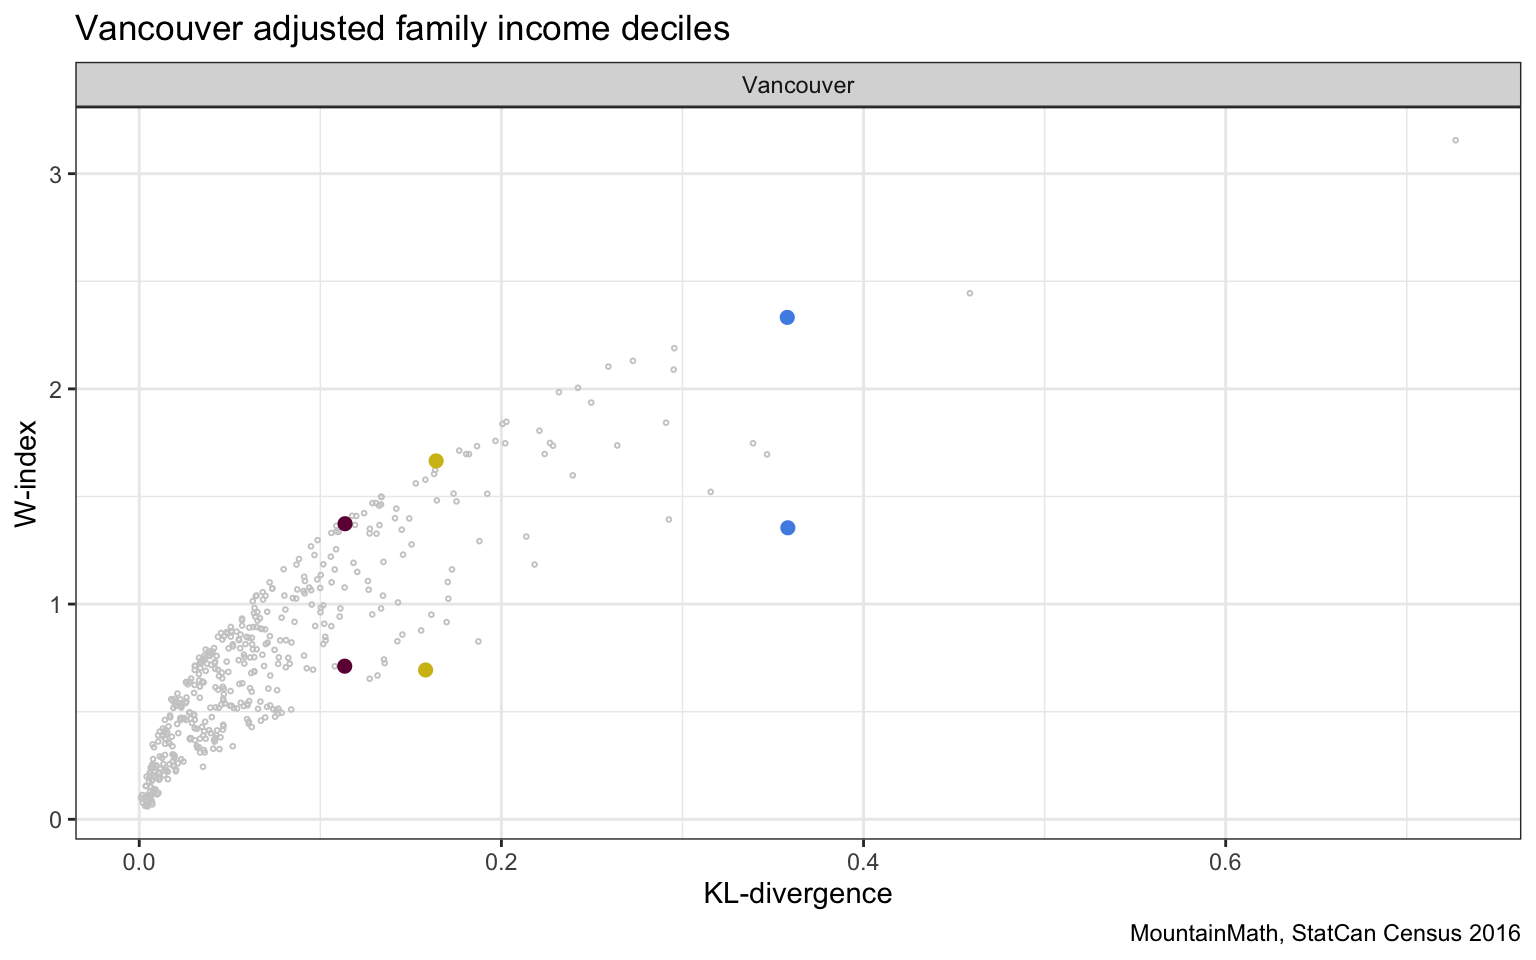 Vancouver adjusted family income deciles
Vancouver
3
2
1
0
W-index
0.0 0.2 0.4 0.6
KL-divergence
MountainMath, StatCan Census 2016